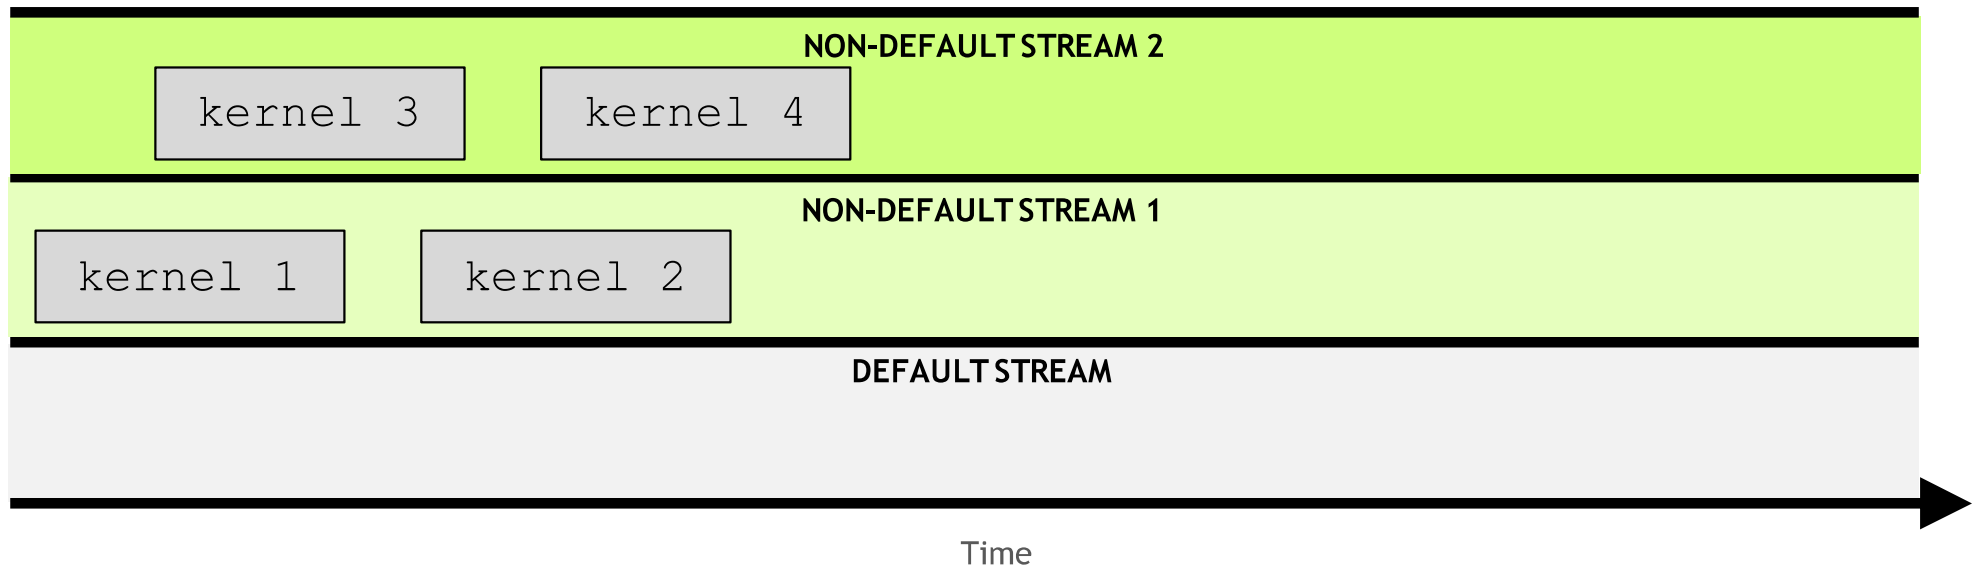 NON-DEFAULT STREAM 2
kernel 3
kernel 4
NON-DEFAULT STREAM 1
kernel 1
kernel 2
DEFAULT STREAM
Time